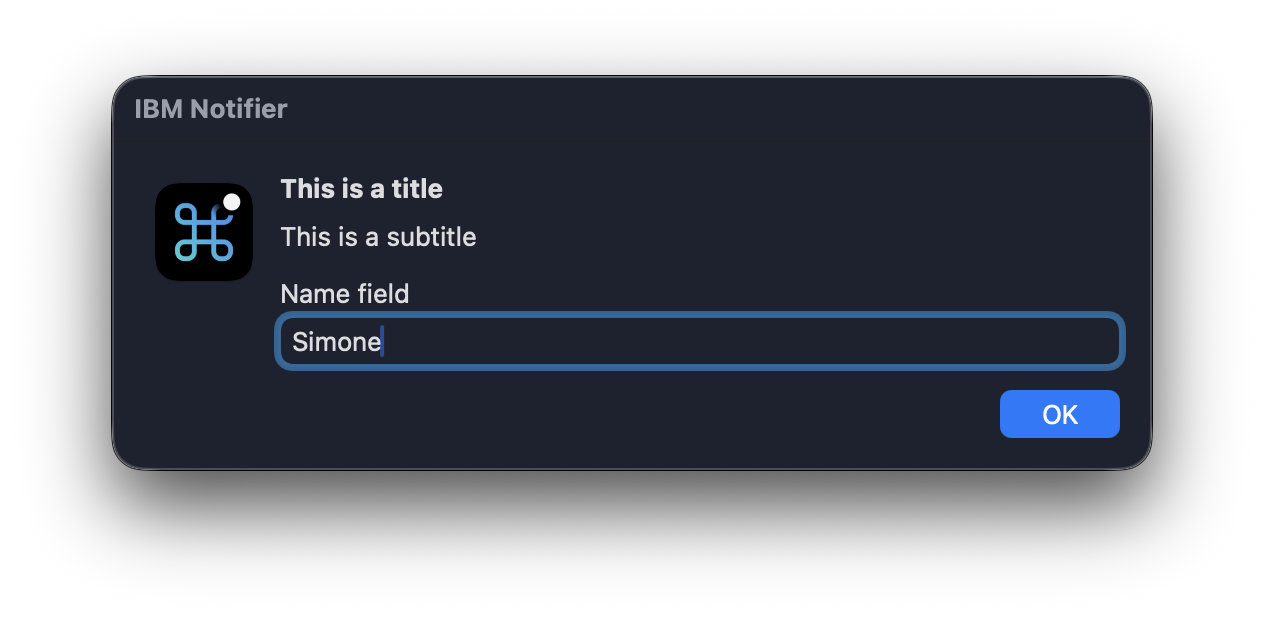 IBM Notifier
This is a title
This is a subtitle
Name field
Simone
OK